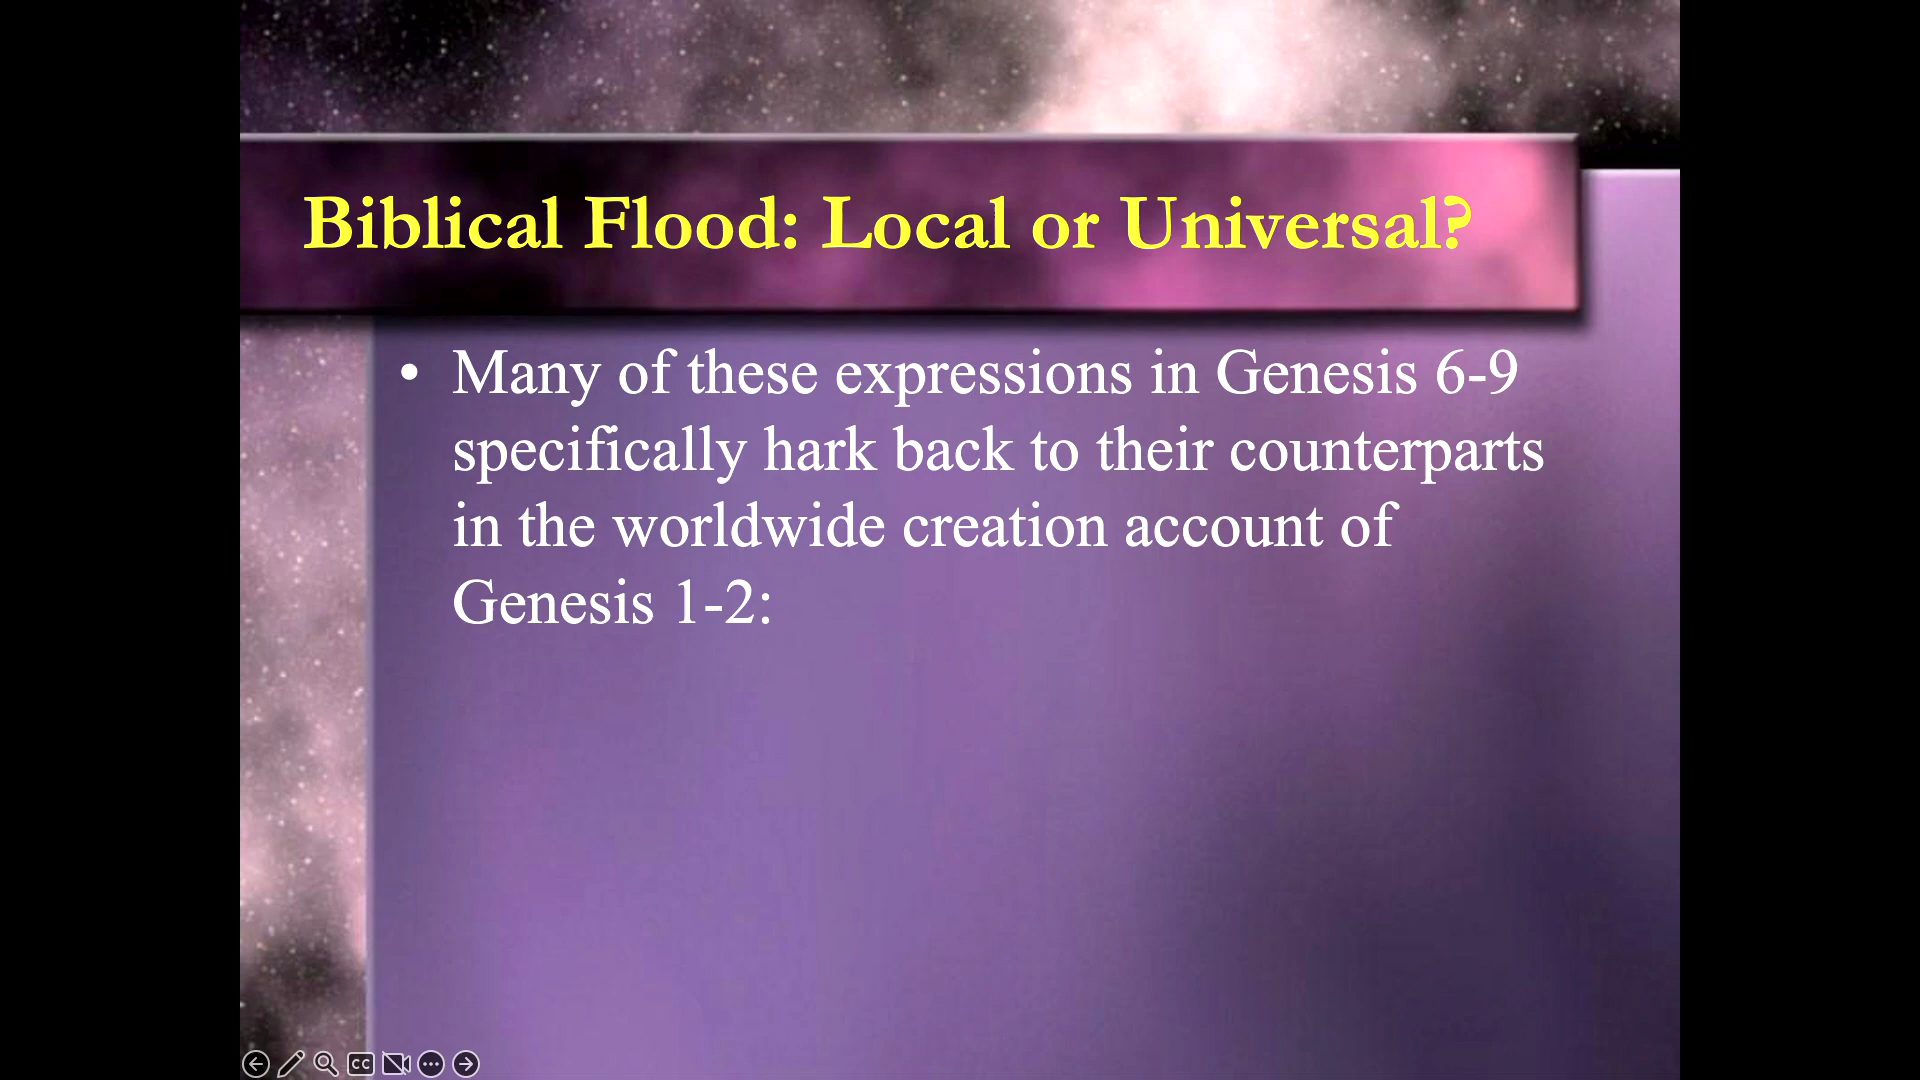 Biblical Flood: Local or Universal?
• Many of these expressions in Genesis 6-9
specifically hark back to their counterparts
in the worldwide creation account of
Genesis 1-2:
CC